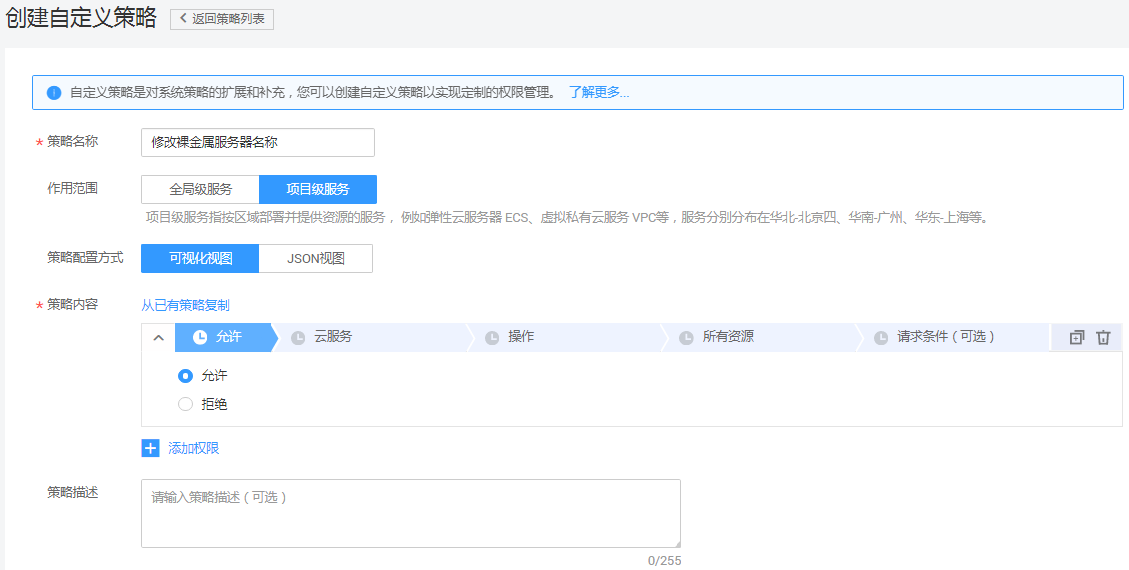 创建自定义策略 返回策略列表
自定义策略是对系统策略的扩展和补充，您可以创建自定义策略以实现定制的权限管理。 了解更多...
* 策略名称 修改裸金属服务器名称
作用范围 全局级服务 项目级服务
项目级服务指按区域部署并提供资源的服务， 例如弹性云服务器 ECS、虚拟私有云服务 VPC等，服务分别分布在华北-北京四、华南-广州、华东-上海等。
策略配置方式 可视化视图 JSON视图
* 策略内容 从已有策略复制
允许 云服务 操作 所有资源 请求条件（可选）
允许
拒绝
添加权限
策略描述 请输入策略描述（可选）
0/255